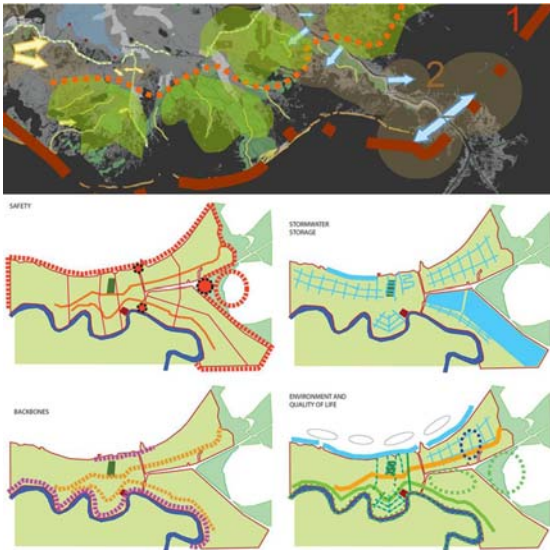 1
2
SAFETY
STORMWATER
STORAGE
BACKBONES
ENVIRONMENT AND
QUALITY OF LIFE